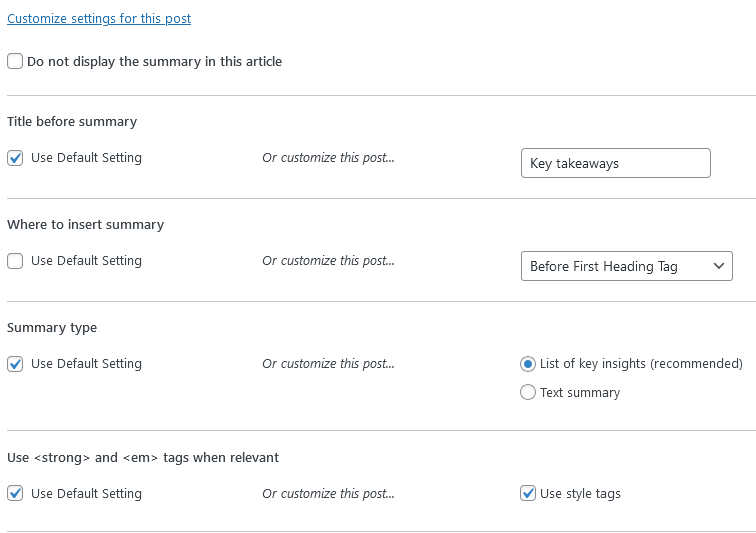 Customize settings for this post
Do not display the summary in this article
Title before summary
Use Default Setting Or customize this post... Key takeaways
Where to insert summary
Use Default Setting Or customize this post... Before First Heading Tag
Summary type
Use Default Setting Or customize this post... List of key insights (recommended)
Text summary
Use <strong> and <em> tags when relevant
Use Default Setting Or customize this post... Use style tags